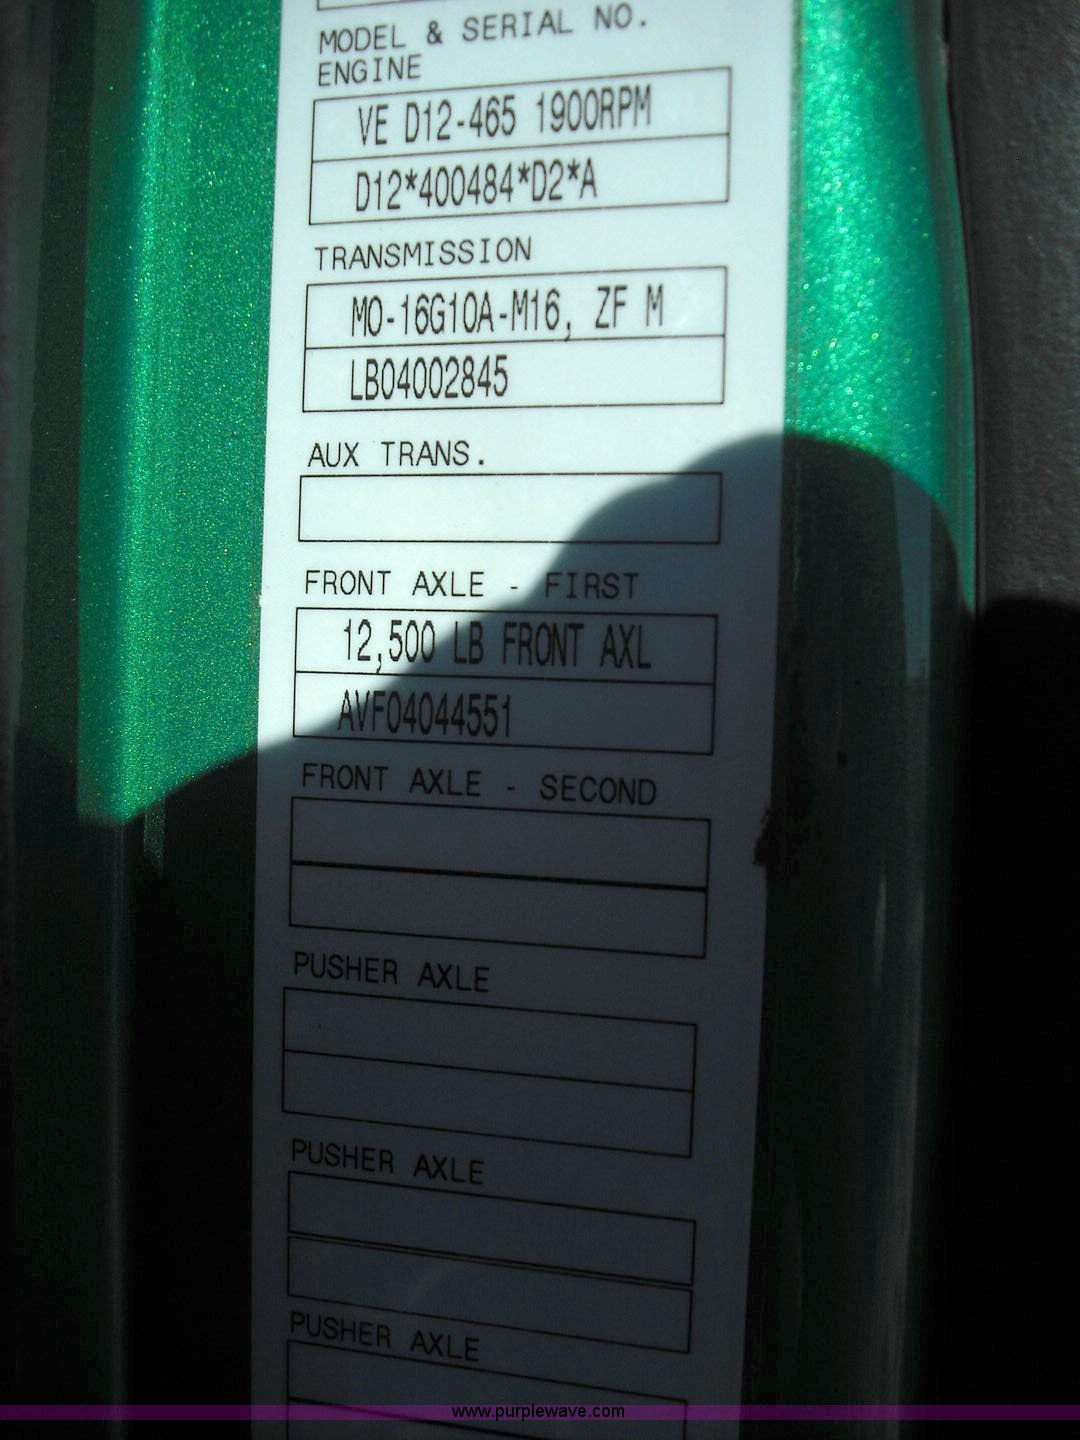 MODEL & SERIAL NO.
ENGINE
VE D12-465 1900RPM
D12*400484*D2*A
TRANSMISSION
MO-16G10A-M16, ZF M
LB04002845
AUX TRANS.
FRONT AXLE - FIRST
12,500 LB FRONT AXL
AVF04044551
FRONT AXLE - SECOND
PUSHER AXLE
PUSHER AXLE
PUSHER AXLE
www.purplewave.com